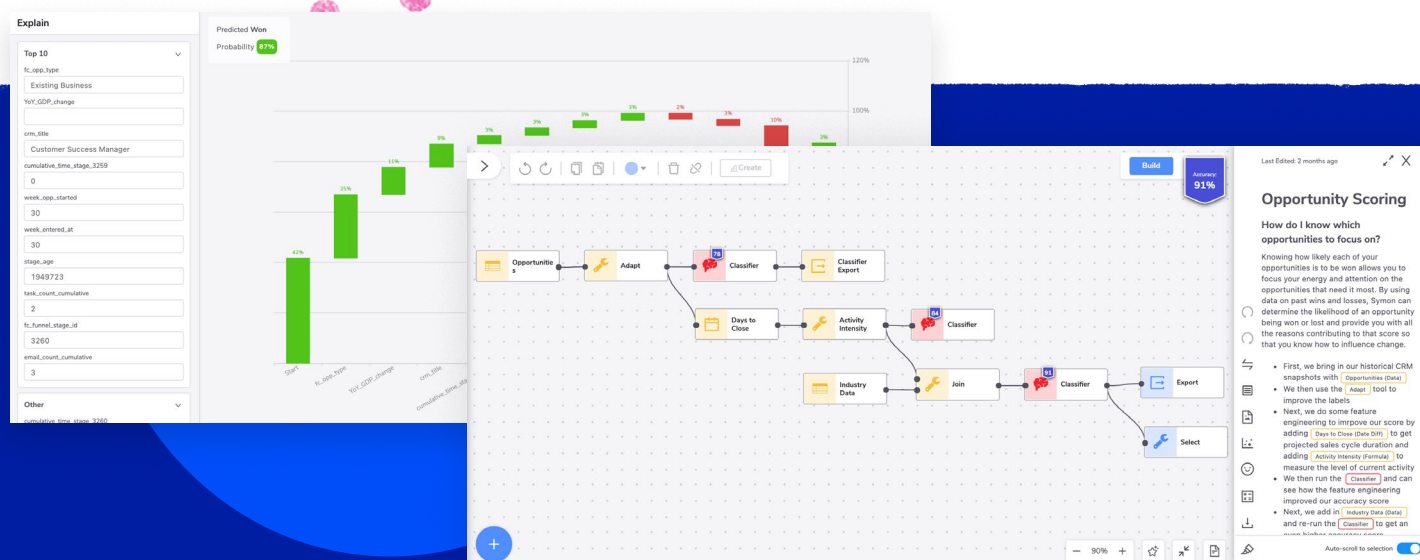 Explain
Top 10
fc_opp_type
Existing Business
YoY_GDP_change
crm_title
Customer Success Manager
cumulative_time_stage_3259
0
week_opp_started
30
week_entered_at
30
stage_age
1949723
task_count_cumulative
2
fc_funnel_stage_id
3260
email_count_cumulative
3
Other
cumulative_time_stage_3260
Predicted Won
Probability 87%
120%
100%
42%
25%
11%
9%
3%
3%
3%
3%
2%
3%
10%
3%
Start
fc_opp_type
YoY_GDP_change
crm_title
Create
Build
Accuracy:
91%
Opportunitie
s
Adapt
78
Classifier
Classifier
Export
Days to
Close
Activity
Intensity
84
Classifier
Industry
Data
Join
91
Classifier
Export
Select
90%
Last Edited: 2 months ago
Opportunity Scoring
How do I know which
opportunities to focus on?
Knowing how likely each of your
opportunities is to be won allows you to
focus your energy and attention on the
opportunities that need it most. By using
data on past wins and losses, Symon can
determine the likelihood of an opportunity
being won or lost and provide you with all
the reasons contributing to that score so
that you know how to influence change.
• First, we bring in our historical CRM
snapshots with Opportunities (Data)
• We then use the Adapt tool to
improve the labels
• Next, we do some feature
engineering to imrpove our score by
adding Days to Close (Date Diff) to get
projected sales cycle duration and
adding Activity Intensity (Formula) to
measure the level of current activity
• We then run the Classifier and can
see how the feature engineering
improved our accuracy score
• Next, we add in Industry Data (Data)
and re-run the Classifier to get an
even higher accuracy score
Auto-scroll to selection